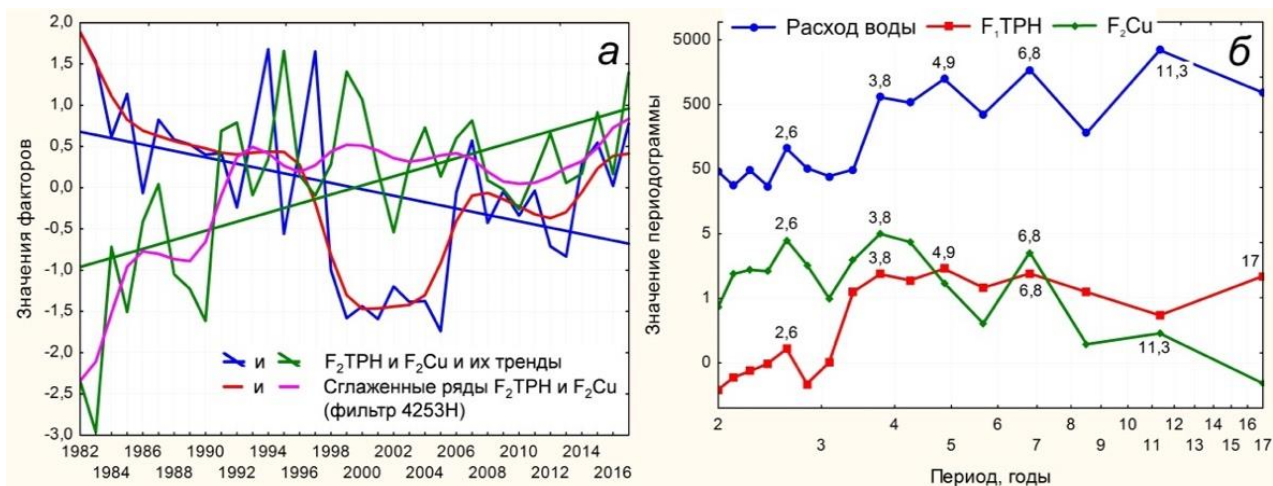 а
Значения факторов
2,0
1,5
1,0
0,5
0,0
-0,5
-1,0
-1,5
-2,0
-2,5
-3,0
и F₂TPH и F₂Cu и их тренды
и Сглаженные ряды F₂TPH и F₂Cu
(фильтр 4253H)
1982 1986 1990 1994 1998 2002 2006 2010 2014
1984 1988 1992 1996 2000 2004 2008 2012 2016
Расход воды F₁TPH F₂Cu
б
Значение периодограммы
5000
500
50
5
1
0
2,6
3,8
4,9
6,8
11,3
2,6
3,8
4,9
6,8
17
3,8
6,8
2,6
11,3
2 4 6 8 10 12 14 16
3 5 7 9 11 13 15 17
Период, годы